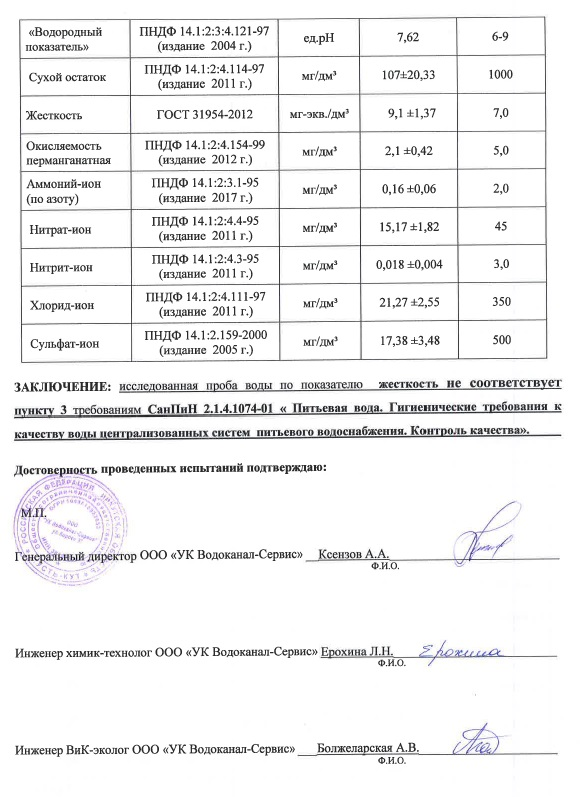 «Водородный показатель» ПНДФ 14.1:2:3:4.121-97 (издание 2004 г.) ед.pH 7,62 6-9
Сухой остаток ПНДФ 14.1:2:4.114-97 (издание 2011 г.) мг/дм³ 107±20,33 1000
Жесткость ГОСТ 31954-2012 мг-экв./дм³ 9,1 ±1,37 7,0
Окисляемость перманганатная ПНДФ 14.1:2:4.154-99 (издание 2012 г.) мг/дм³ 2,1 ±0,42 5,0
Аммоний-ион (по азоту) ПНДФ 14.1:2:3.1-95 (издание 2017 г.) мг/дм³ 0,16 ±0,06 2,0
Нитрат-ион ПНДФ 14.1:2:4.4-95 (издание 2011 г.) мг/дм³ 15,17 ±1,82 45
Нитрит-ион ПНДФ 14.1:2:4.3-95 (издание 2011 г.) мг/дм³ 0,018 ±0,004 3,0
Хлорид-ион ПНДФ 14.1:2:4.111-97 (издание 2011 г.) мг/дм³ 21,27 ±2,55 350
Сульфат-ион ПНДФ 14.1:2.159-2000 (издание 2005 г.) мг/дм³ 17,38 ±3,48 500
ЗАКЛЮЧЕНИЕ: исследованная проба воды по показателю жесткость не соответствует
пункту 3 требованиям СанПиН 2.1.4.1074-01 « Питьевая вода. Гигиенические требования к
качеству воды централизованных систем питьевого водоснабжения. Контроль качества».
Достоверность проведенных испытаний подтверждаю:
М.П.
Генеральный директор ООО «УК Водоканал-Сервис» Ксензов А.А.
Ф.И.О.
Инженер химик-технолог ООО «УК Водоканал-Сервис» Ерохина Л.Н. Ерохина
Ф.И.О.
Инженер ВиК-эколог ООО «УК Водоканал-Сервис» Болжеларская А.В.
Ф.И.О.